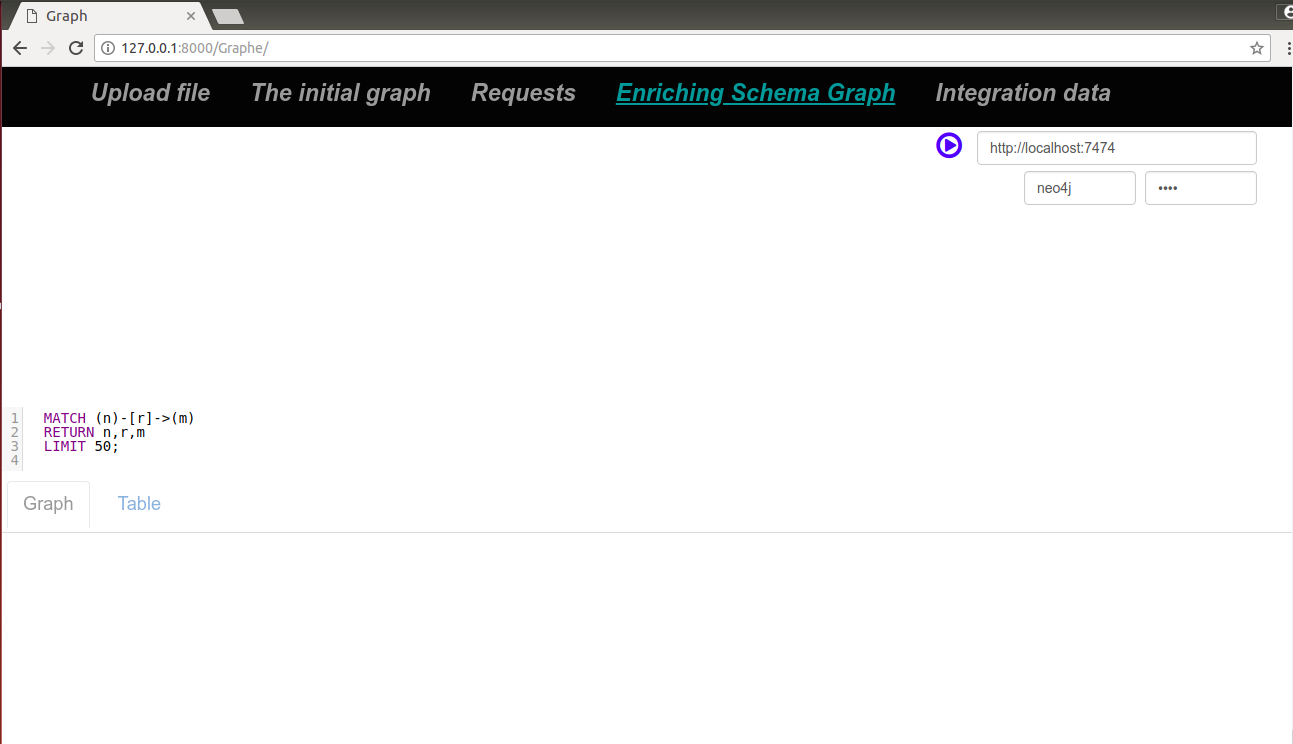 Graph
127.0.0.1:8000/Graphe/
Upload file The initial graph Requests Enriching Schema Graph Integration data
http://localhost:7474
neo4j ••••
1 MATCH (n)-[r]->(m)
2 RETURN n,r,m
3 LIMIT 50;
4
Graph Table